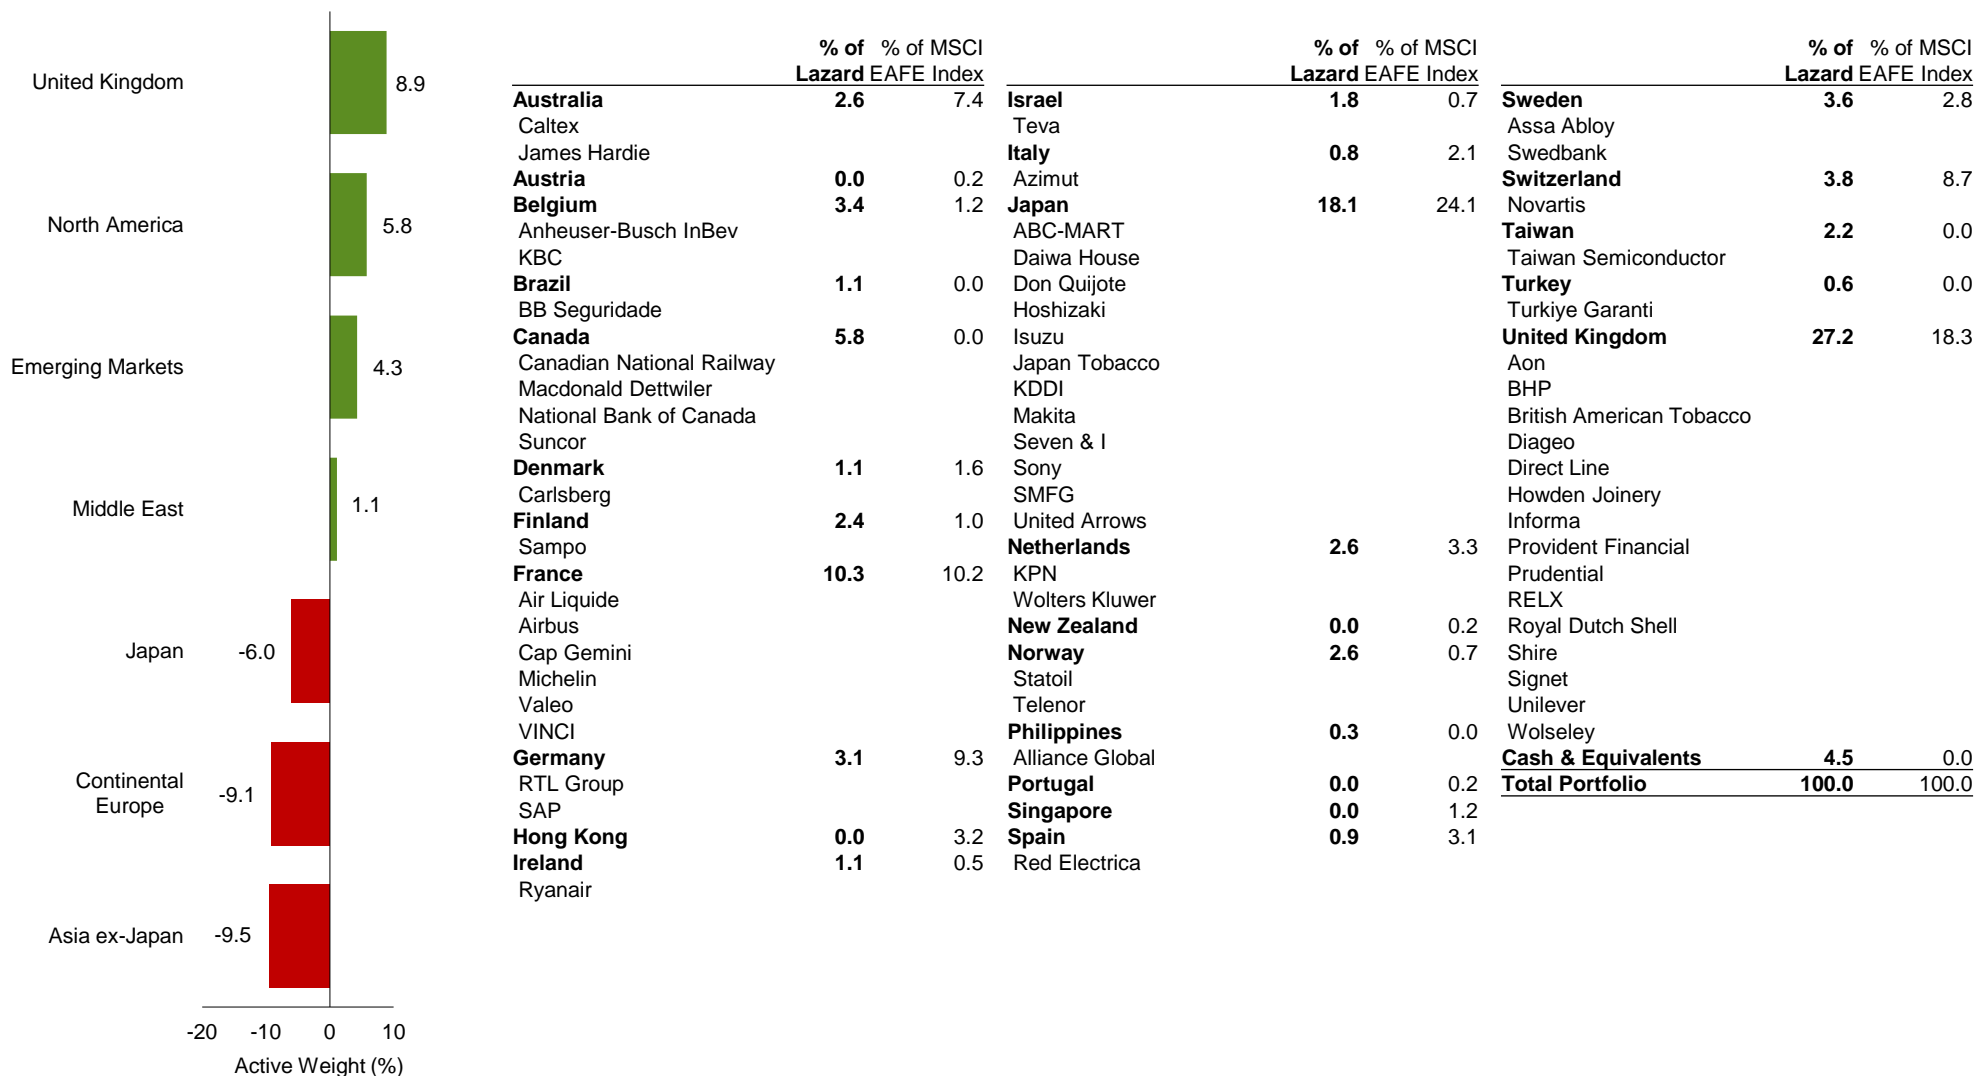 United Kingdom
8.9
North America
5.8
Emerging Markets
4.3
Middle East
1.1
Japan
-6.0
Continental
Europe
-9.1
Asia ex-Japan
-9.5
-20 -10 0 10
Active Weight (%)
% of % of MSCI
Lazard EAFE Index
Australia 2.6 7.4
Caltex
James Hardie
Austria 0.0 0.2
Belgium 3.4 1.2
Anheuser-Busch InBev
KBC
Brazil 1.1 0.0
BB Seguridade
Canada 5.8 0.0
Canadian National Railway
Macdonald Dettwiler
National Bank of Canada
Suncor
Denmark 1.1 1.6
Carlsberg
Finland 2.4 1.0
Sampo
France 10.3 10.2
Air Liquide
Airbus
Cap Gemini
Michelin
Valeo
VINCI
Germany 3.1 9.3
RTL Group
SAP
Hong Kong 0.0 3.2
Ireland 1.1 0.5
Ryanair
% of % of MSCI
Lazard EAFE Index
Israel 1.8 0.7
Teva
Italy 0.8 2.1
Azimut
Japan 18.1 24.1
ABC-MART
Daiwa House
Don Quijote
Hoshizaki
Isuzu
Japan Tobacco
KDDI
Makita
Seven & I
Sony
SMFG
United Arrows
Netherlands 2.6 3.3
KPN
Wolters Kluwer
New Zealand 0.0 0.2
Norway 2.6 0.7
Statoil
Telenor
Philippines 0.3 0.0
Alliance Global
Portugal 0.0 0.2
Singapore 0.0 1.2
Spain 0.9 3.1
Red Electrica
% of % of MSCI
Lazard EAFE Index
Sweden 3.6 2.8
Assa Abloy
Swedbank
Switzerland 3.8 8.7
Novartis
Taiwan 2.2 0.0
Taiwan Semiconductor
Turkey 0.6 0.0
Turkiye Garanti
United Kingdom 27.2 18.3
Aon
BHP
British American Tobacco
Diageo
Direct Line
Howden Joinery
Informa
Provident Financial
Prudential
RELX
Royal Dutch Shell
Shire
Signet
Unilever
Wolseley
Cash & Equivalents 4.5 0.0
Total Portfolio 100.0 100.0